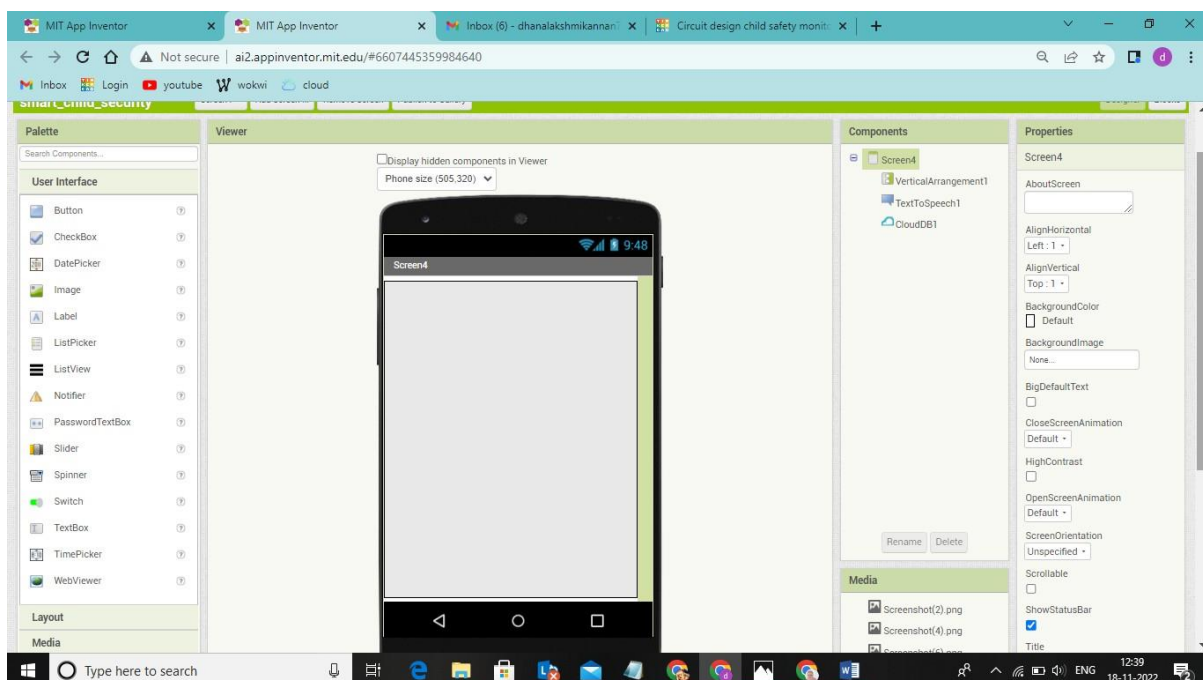 MIT App Inventor
MIT App Inventor
Inbox (6) - dhanalakshmikannan
Circuit design child safety monito
Not secure
ai2.appinventor.mit.edu/#6607445359984640
Inbox
Login
youtube
wokwi
cloud
smart_child_security
Palette
Search Components...
User Interface
Button
CheckBox
DatePicker
Image
Label
ListPicker
ListView
Notifier
PasswordTextBox
Slider
Spinner
Switch
TextBox
TimePicker
WebViewer
Layout
Media
Viewer
Display hidden components in Viewer
Phone size (505,320)
9:48
Screen4
Components
Screen4
VerticalArrangement1
TextToSpeech1
CloudDB1
Rename Delete
Media
Screenshot(2).png
Screenshot(4).png
Properties
Screen4
AboutScreen
AlignHorizontal
Left : 1
AlignVertical
Top : 1
BackgroundColor
Default
BackgroundImage
None...
BigDefaultText
CloseScreenAnimation
Default
HighContrast
OpenScreenAnimation
Default
ScreenOrientation
Unspecified
Scrollable
ShowStatusBar
Title
Type here to search
ENG
12:39
18-11-2022